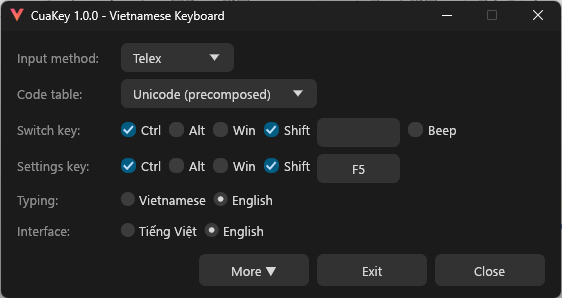 CuaKey 1.0.0 - Vietnamese Keyboard
Input method: Telex
Code table: Unicode (precomposed)
Switch key: Ctrl Alt Win Shift Beep
Settings key: Ctrl Alt Win Shift F5
Typing: Vietnamese English
Interface: Tiếng Việt English
More ▼ Exit Close